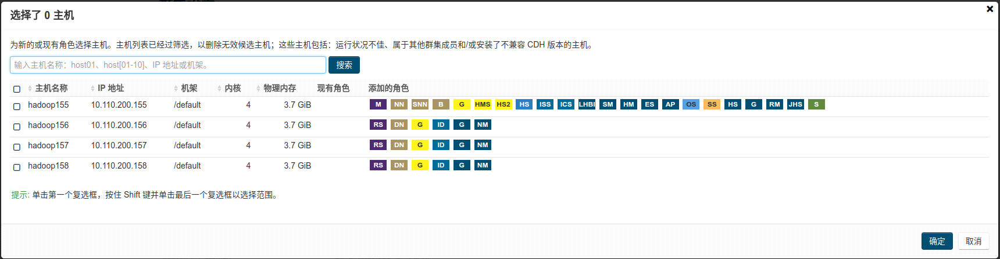 选择了 0 主机
为新的或现有角色选择主机。主机列表已经过筛选，以删除无效候选主机；这些主机包括：运行状况不佳、属于其他群集成员和/或安装了不兼容 CDH 版本的主机。
输入主机名称：host01、host[01-10]、IP 地址或机架。 搜索
主机名称 IP 地址 机架 内核 物理内存 现有角色 添加的角色
hadoop155 10.110.200.155 /default 4 3.7 GiB M NN SNN B G HMS HS2 HS ISS ICS LHBI SM HM ES AP OS SS HS G RM JHS S
hadoop156 10.110.200.156 /default 4 3.7 GiB RS DN G ID G NM
hadoop157 10.110.200.157 /default 4 3.7 GiB RS DN G ID G NM
hadoop158 10.110.200.158 /default 4 3.7 GiB RS DN G ID G NM
提示: 单击第一个复选框，按住 Shift 键并单击最后一个复选框以选择范围。
确定 取消